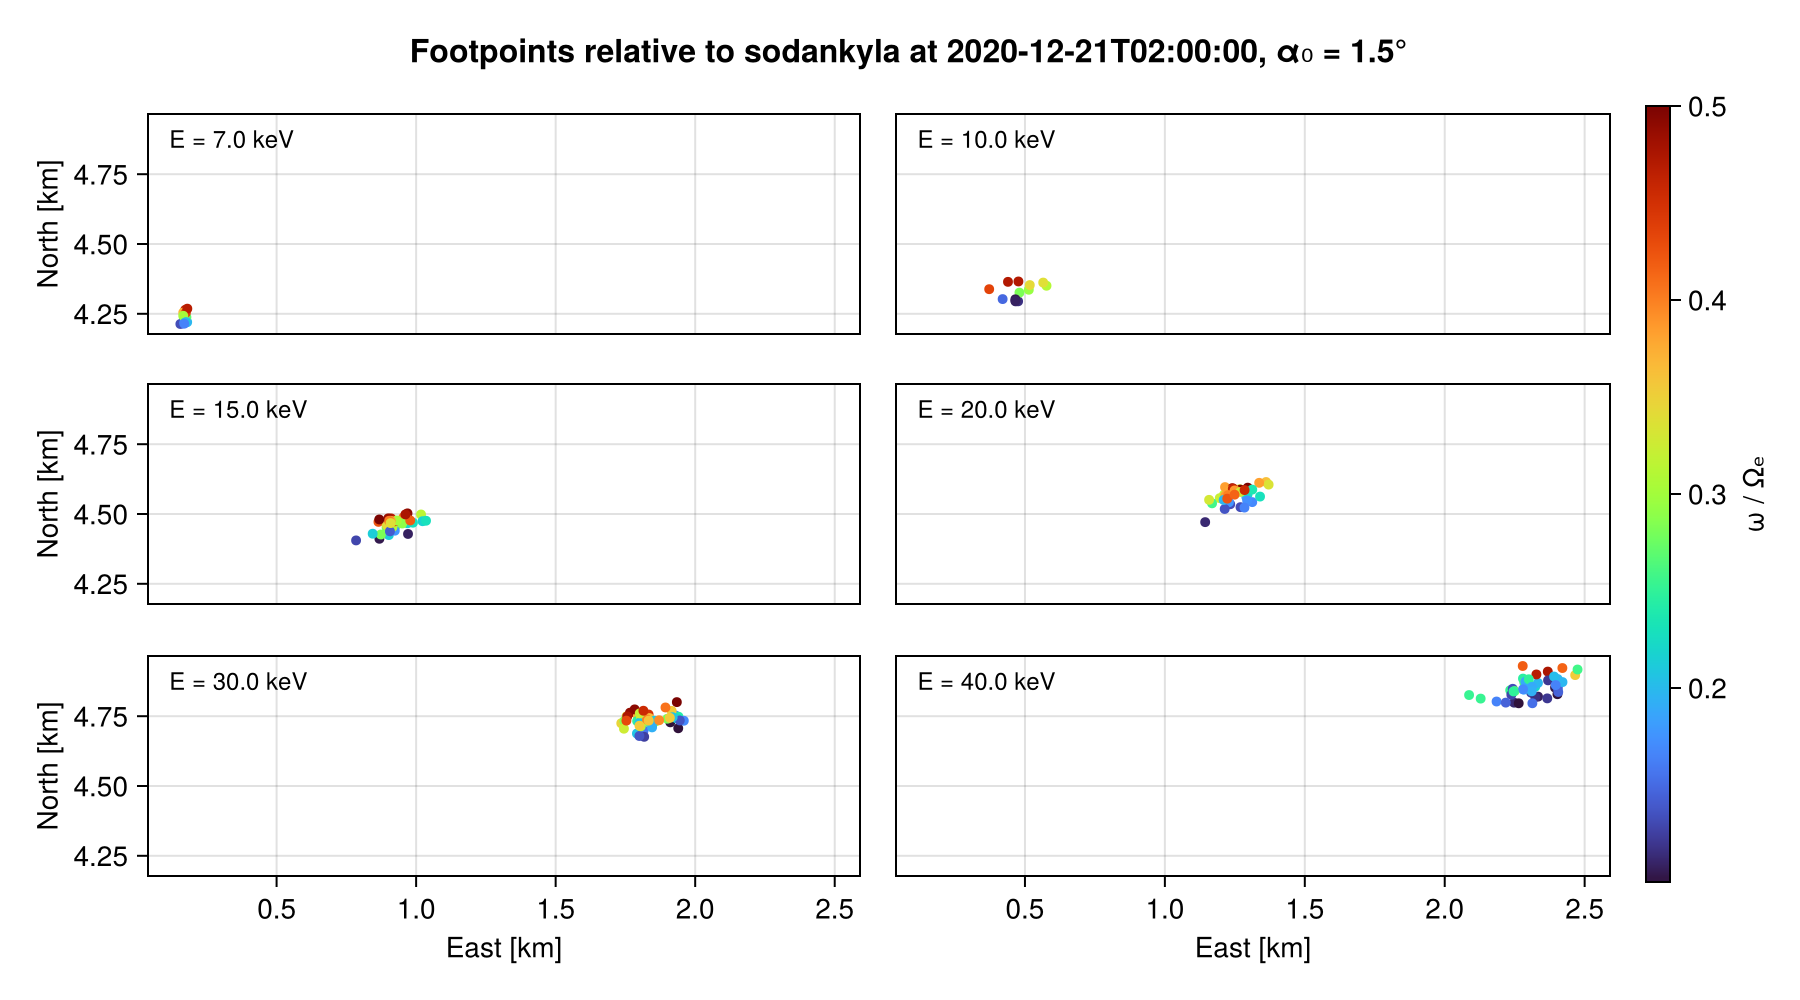 Footpoints relative to sodankyla at 2020-12-21T02:00:00, α₀ = 1.5°
E = 7.0 keV
E = 10.0 keV
North [km]
4.75
4.50
4.25
E = 15.0 keV
E = 20.0 keV
North [km]
4.75
4.50
4.25
E = 30.0 keV
E = 40.0 keV
North [km]
4.75
4.50
4.25
0.5 1.0 1.5 2.0 2.5
0.5 1.0 1.5 2.0 2.5
East [km]
East [km]
0.5
0.4
0.3
0.2
ω / Ωₑ